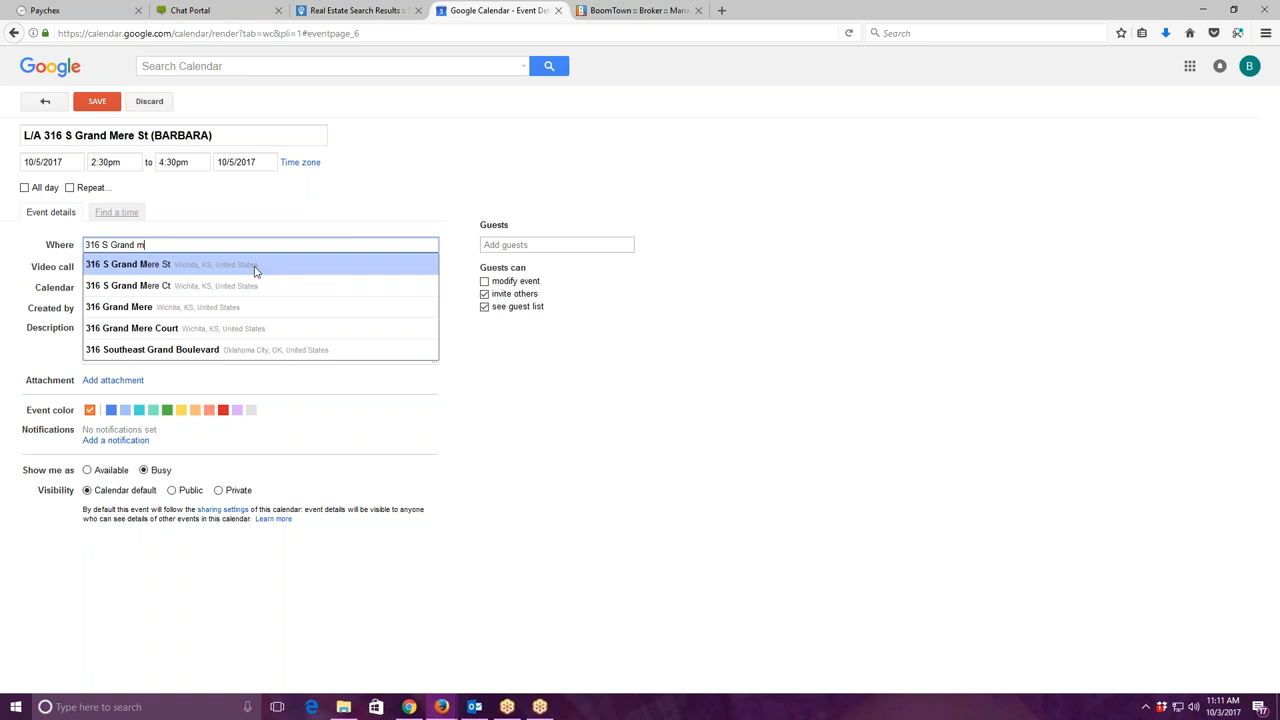 Paychex
Chat Portal
Real Estate Search Results ::
Google Calendar - Event Det
BoomTown :: Broker :: Mana
https://calendar.google.com/calendar/render?tab=wc&pli=1#eventpage_6
Search
Google
Search Calendar
B
SAVE
Discard
L/A 316 S Grand Mere St (BARBARA)
10/5/2017 2:30pm to 4:30pm 10/5/2017 Time zone
All day Repeat...
Event details Find a time
Where 316 S Grand m
316 S Grand Mere St Wichita, KS, United States
316 S Grand Mere Ct Wichita, KS, United States
316 Grand Mere Wichita, KS, United States
316 Grand Mere Court Wichita, KS, United States
316 Southeast Grand Boulevard Oklahoma City, OK, United States
Video call
Calendar
Created by
Description
Attachment Add attachment
Event color
Notifications No notifications set
Add a notification
Show me as Available Busy
Visibility Calendar default Public Private
By default this event will follow the sharing settings of this calendar: event details will be visible to anyone
who can see details of other events in this calendar. Learn more
Guests
Add guests
Guests can
modify event
invite others
see guest list
Type here to search
11:11 AM
10/3/2017
17